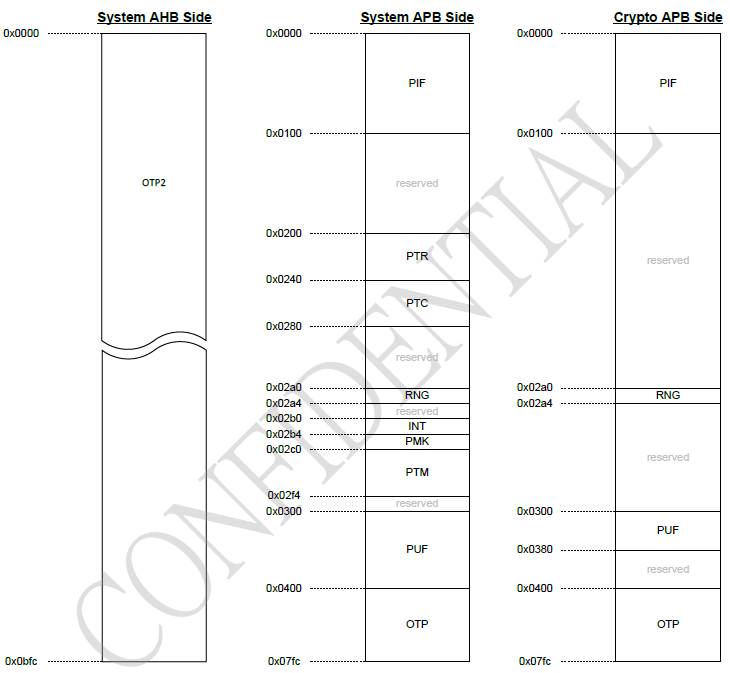 System AHB Side
0x0000
OTP2
0x0bfc
System APB Side
0x0000
PIF
0x0100
reserved
0x0200
PTR
0x0240
PTC
0x0280
reserved
0x02a0
RNG
0x02a4
reserved
0x02b0
INT
0x02b4
PMK
0x02c0
PTM
0x02f4
reserved
0x0300
PUF
0x0400
OTP
0x07fc
Crypto APB Side
0x0000
PIF
0x0100
reserved
0x02a0
RNG
0x02a4
reserved
0x0300
PUF
0x0380
reserved
0x0400
OTP
0x07fc
CONFIDENTIAL